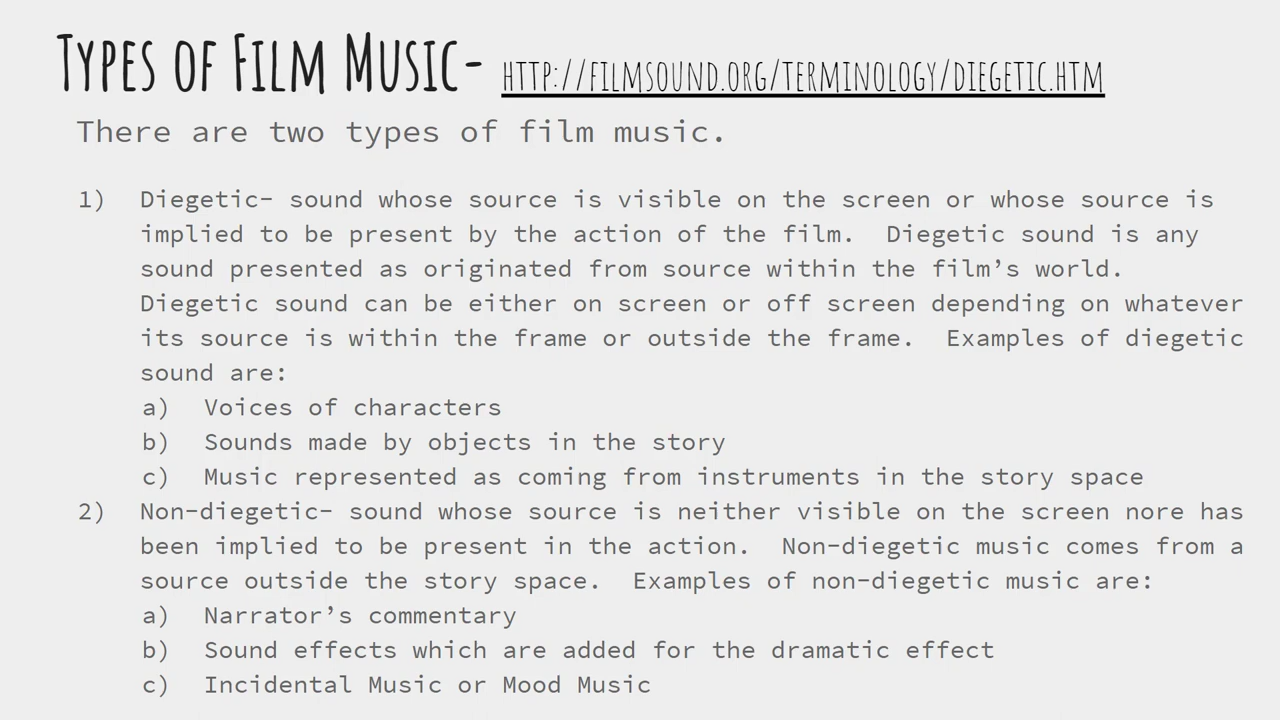 Types of Film Music- http://filmsound.org/terminology/diegetic.htm
There are two types of film music.
1) Diegetic- sound whose source is visible on the screen or whose source is
implied to be present by the action of the film. Diegetic sound is any
sound presented as originated from source within the film’s world.
Diegetic sound can be either on screen or off screen depending on whatever
its source is within the frame or outside the frame. Examples of diegetic
sound are:
a) Voices of characters
b) Sounds made by objects in the story
c) Music represented as coming from instruments in the story space
2) Non-diegetic- sound whose source is neither visible on the screen nore has
been implied to be present in the action. Non-diegetic music comes from a
source outside the story space. Examples of non-diegetic music are:
a) Narrator’s commentary
b) Sound effects which are added for the dramatic effect
c) Incidental Music or Mood Music